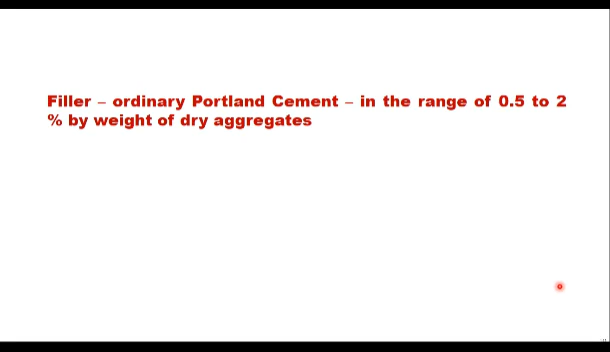 Filler – ordinary Portland Cement – in the range of 0.5 to 2
% by weight of dry aggregates